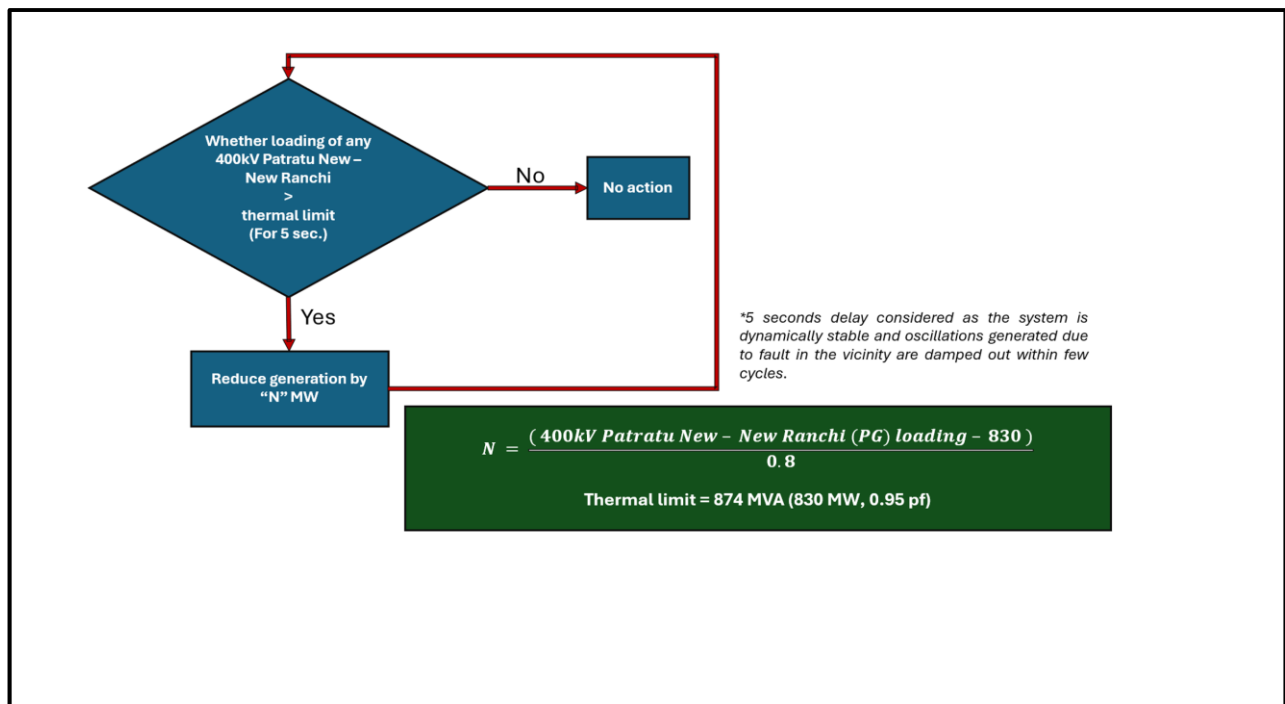 Whether loading of any
400kV Patratu New –
New Ranchi
>
thermal limit
(For 5 sec.)
No
No action
Yes
Reduce generation by
“N” MW
*5 seconds delay considered as the system is
dynamically stable and oscillations generated due
to fault in the vicinity are damped out within few
cycles.
N = ( 400kV Patratu New – New Ranchi (PG) loading – 830 )
0.8
Thermal limit = 874 MVA (830 MW, 0.95 pf)